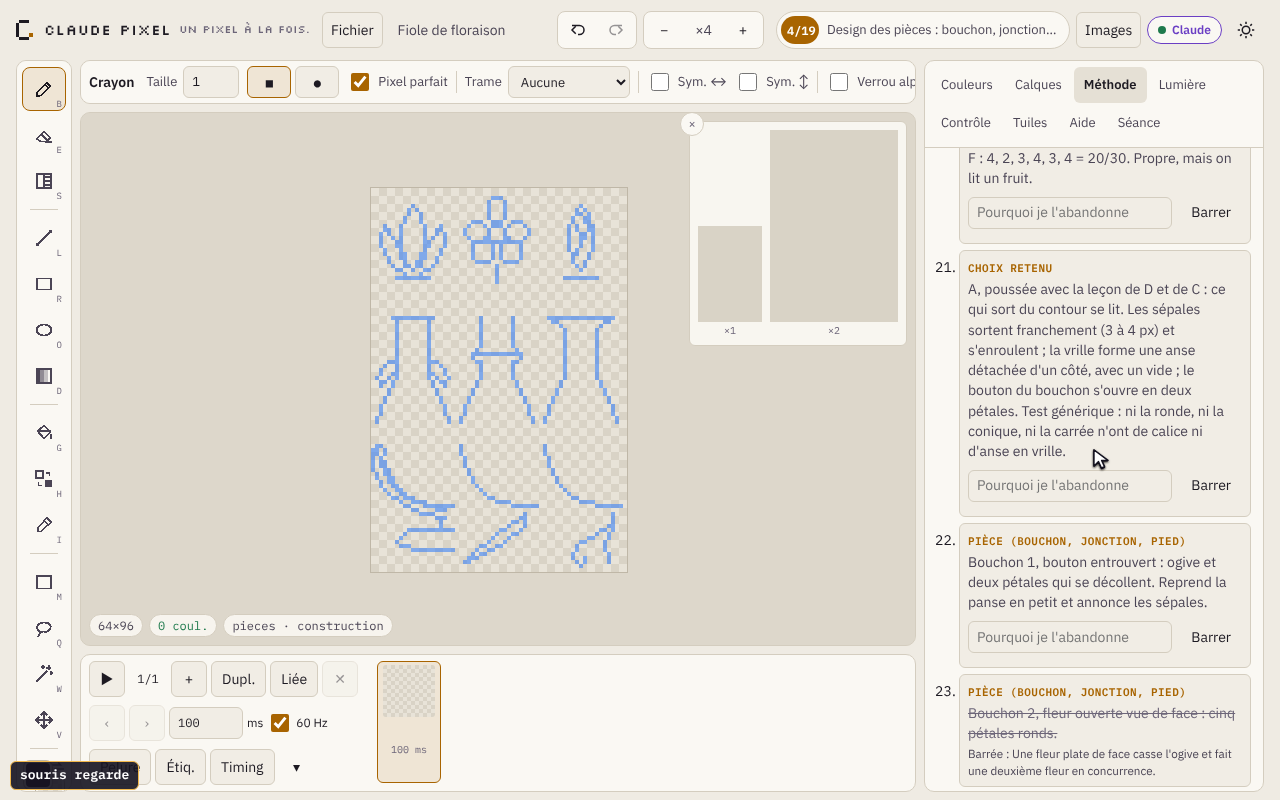 CLAUDE PIXEL UN PIXEL À LA FOIS.
Fichier
Fiole de floraison
− ×4 +
4/19 Design des pièces : bouchon, jonction…
Images
Claude
Crayon Taille 1 Pixel parfait Trame Aucune Sym. Sym. Verrou alp
B
E
S
L
R
O
D
G
H
I
M
Q
W
V
×
×1 ×2
64×96 0 coul. pieces · construction
1/1 + Dupl. Liée ×
‹ › 100 ms 60 Hz
Étiq. Timing ▼
100 ms
souris regarde
Couleurs Calques Méthode Lumière
Contrôle Tuiles Aide Séance
F : 4, 2, 3, 4, 3, 4 = 20/30. Propre, mais on
lit un fruit.
Pourquoi je l'abandonne Barrer
21. CHOIX RETENU
A, poussée avec la leçon de D et de C : ce
qui sort du contour se lit. Les sépales
sortent franchement (3 à 4 px) et
s'enroulent ; la vrille forme une anse
détachée d'un côté, avec un vide ; le
bouton du bouchon s'ouvre en deux
pétales. Test générique : ni la ronde, ni la
conique, ni la carrée n'ont de calice ni
d'anse en vrille.
Pourquoi je l'abandonne Barrer
22. PIÈCE (BOUCHON, JONCTION, PIED)
Bouchon 1, bouton entrouvert : ogive et
deux pétales qui se décollent. Reprend la
panse en petit et annonce les sépales.
Pourquoi je l'abandonne Barrer
23. PIÈCE (BOUCHON, JONCTION, PIED)
Bouchon 2, fleur ouverte vue de face : cinq
pétales ronds.
Barrée : Une fleur plate de face casse l'ogive et fait
une deuxième fleur en concurrence.